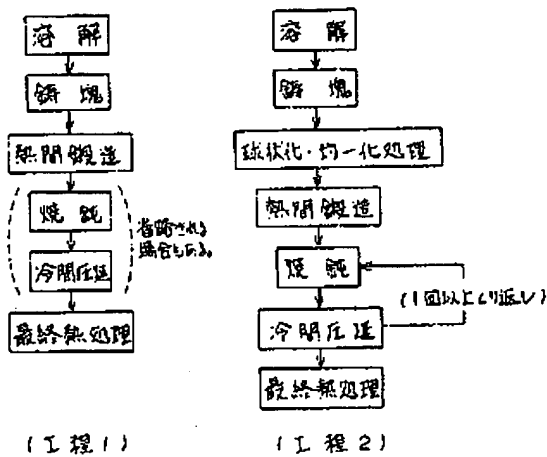 溶解
鋳塊
熱間鍛造
焼鈍
冷間圧延
省略される
場合もある。
最終熱処理
(工程1)
溶解
鋳塊
球状化・均一化処理
熱間鍛造
焼鈍
冷間圧延
(1回以上くり返し)
最終熱処理
(工程2)